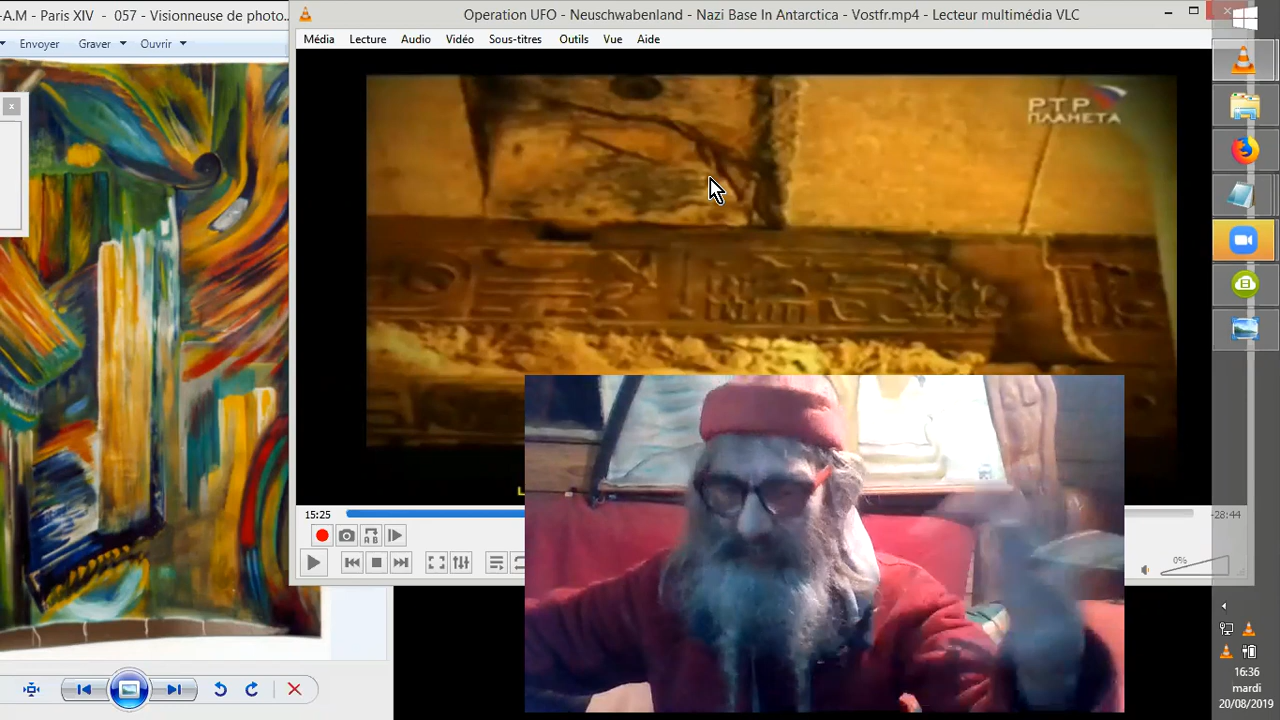 -A.M - Paris XIV - 057 - Visionneuse de photo...
Envoyer Graver Ouvrir
Operation UFO - Neuschwabenland - Nazi Base In Antarctica - Vostfr.mp4 - Lecteur multimédia VLC
Média Lecture Audio Vidéo Sous-titres Outils Vue Aide
РТР
ПЛАНЕТА
15:25
-28:44
A B
0%
16:36
mardi
20/08/2019